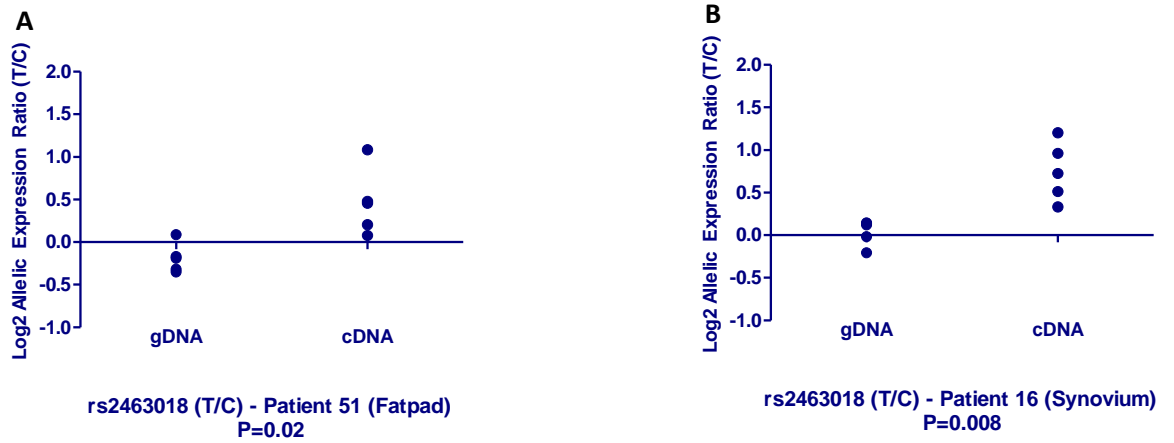 A
Log2 Allelic Expression Ratio (T/C)
2.0
1.5
1.0
0.5
0.0
-0.5
-1.0
gDNA
cDNA
rs2463018 (T/C) - Patient 51 (Fatpad)
P=0.02
B
Log2 Allelic Expression Ratio (T/C)
2.0
1.5
1.0
0.5
0.0
-0.5
-1.0
gDNA
cDNA
rs2463018 (T/C) - Patient 16 (Synovium)
P=0.008